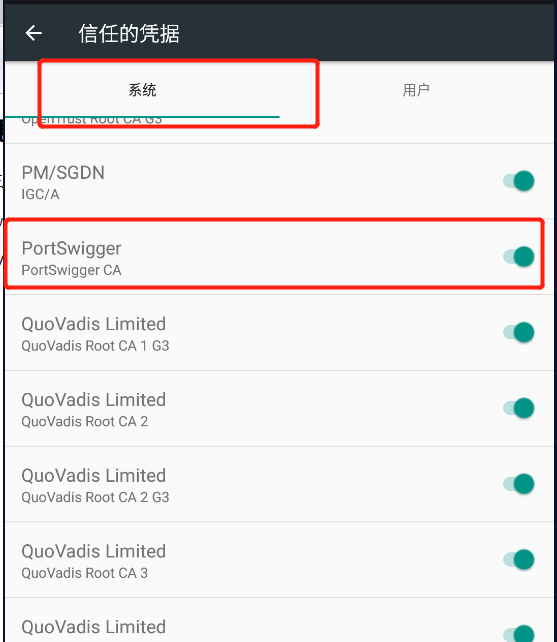 信任的凭据
系统
用户
OpenTrust Root CA G3
PM/SGDN
IGC/A
PortSwigger
PortSwigger CA
QuoVadis Limited
QuoVadis Root CA 1 G3
QuoVadis Limited
QuoVadis Root CA 2
QuoVadis Limited
QuoVadis Root CA 2 G3
QuoVadis Limited
QuoVadis Root CA 3
QuoVadis Limited